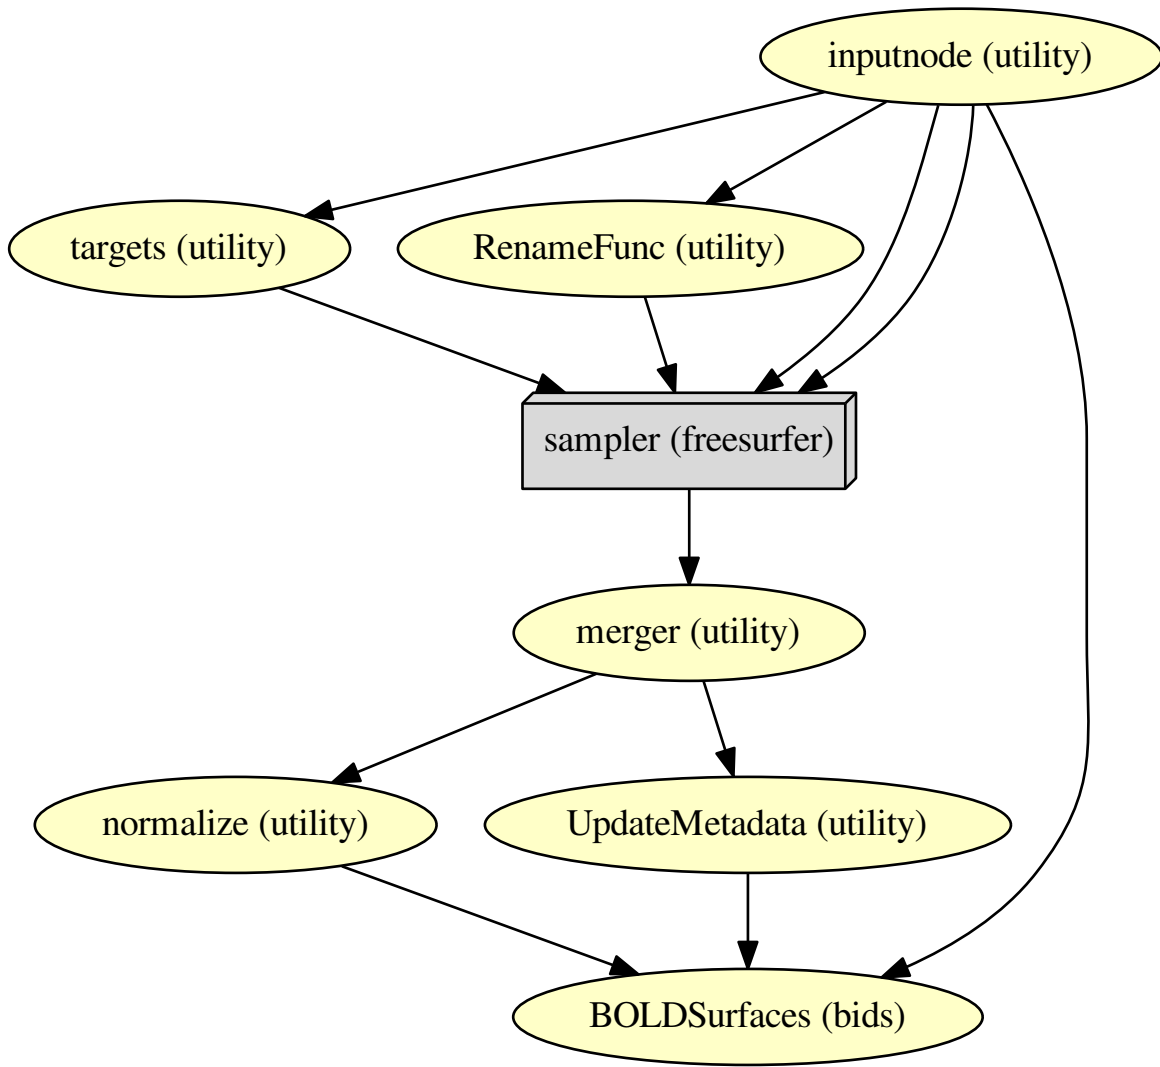 inputnode (utility)
targets (utility)
RenameFunc (utility)
sampler (freesurfer)
merger (utility)
normalize (utility)
UpdateMetadata (utility)
BOLDSurfaces (bids)